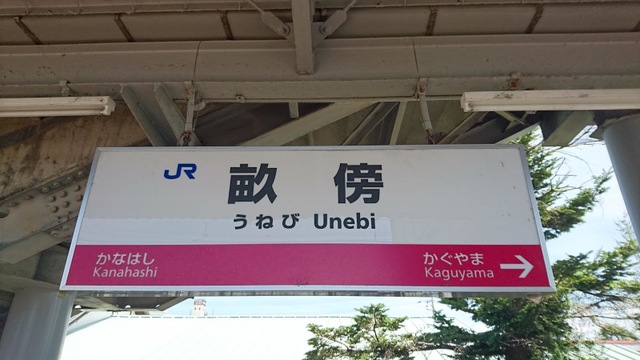 JR 畝傍
うねび Unebi
かなはし かぐやま →
Kanahashi Kaguyama